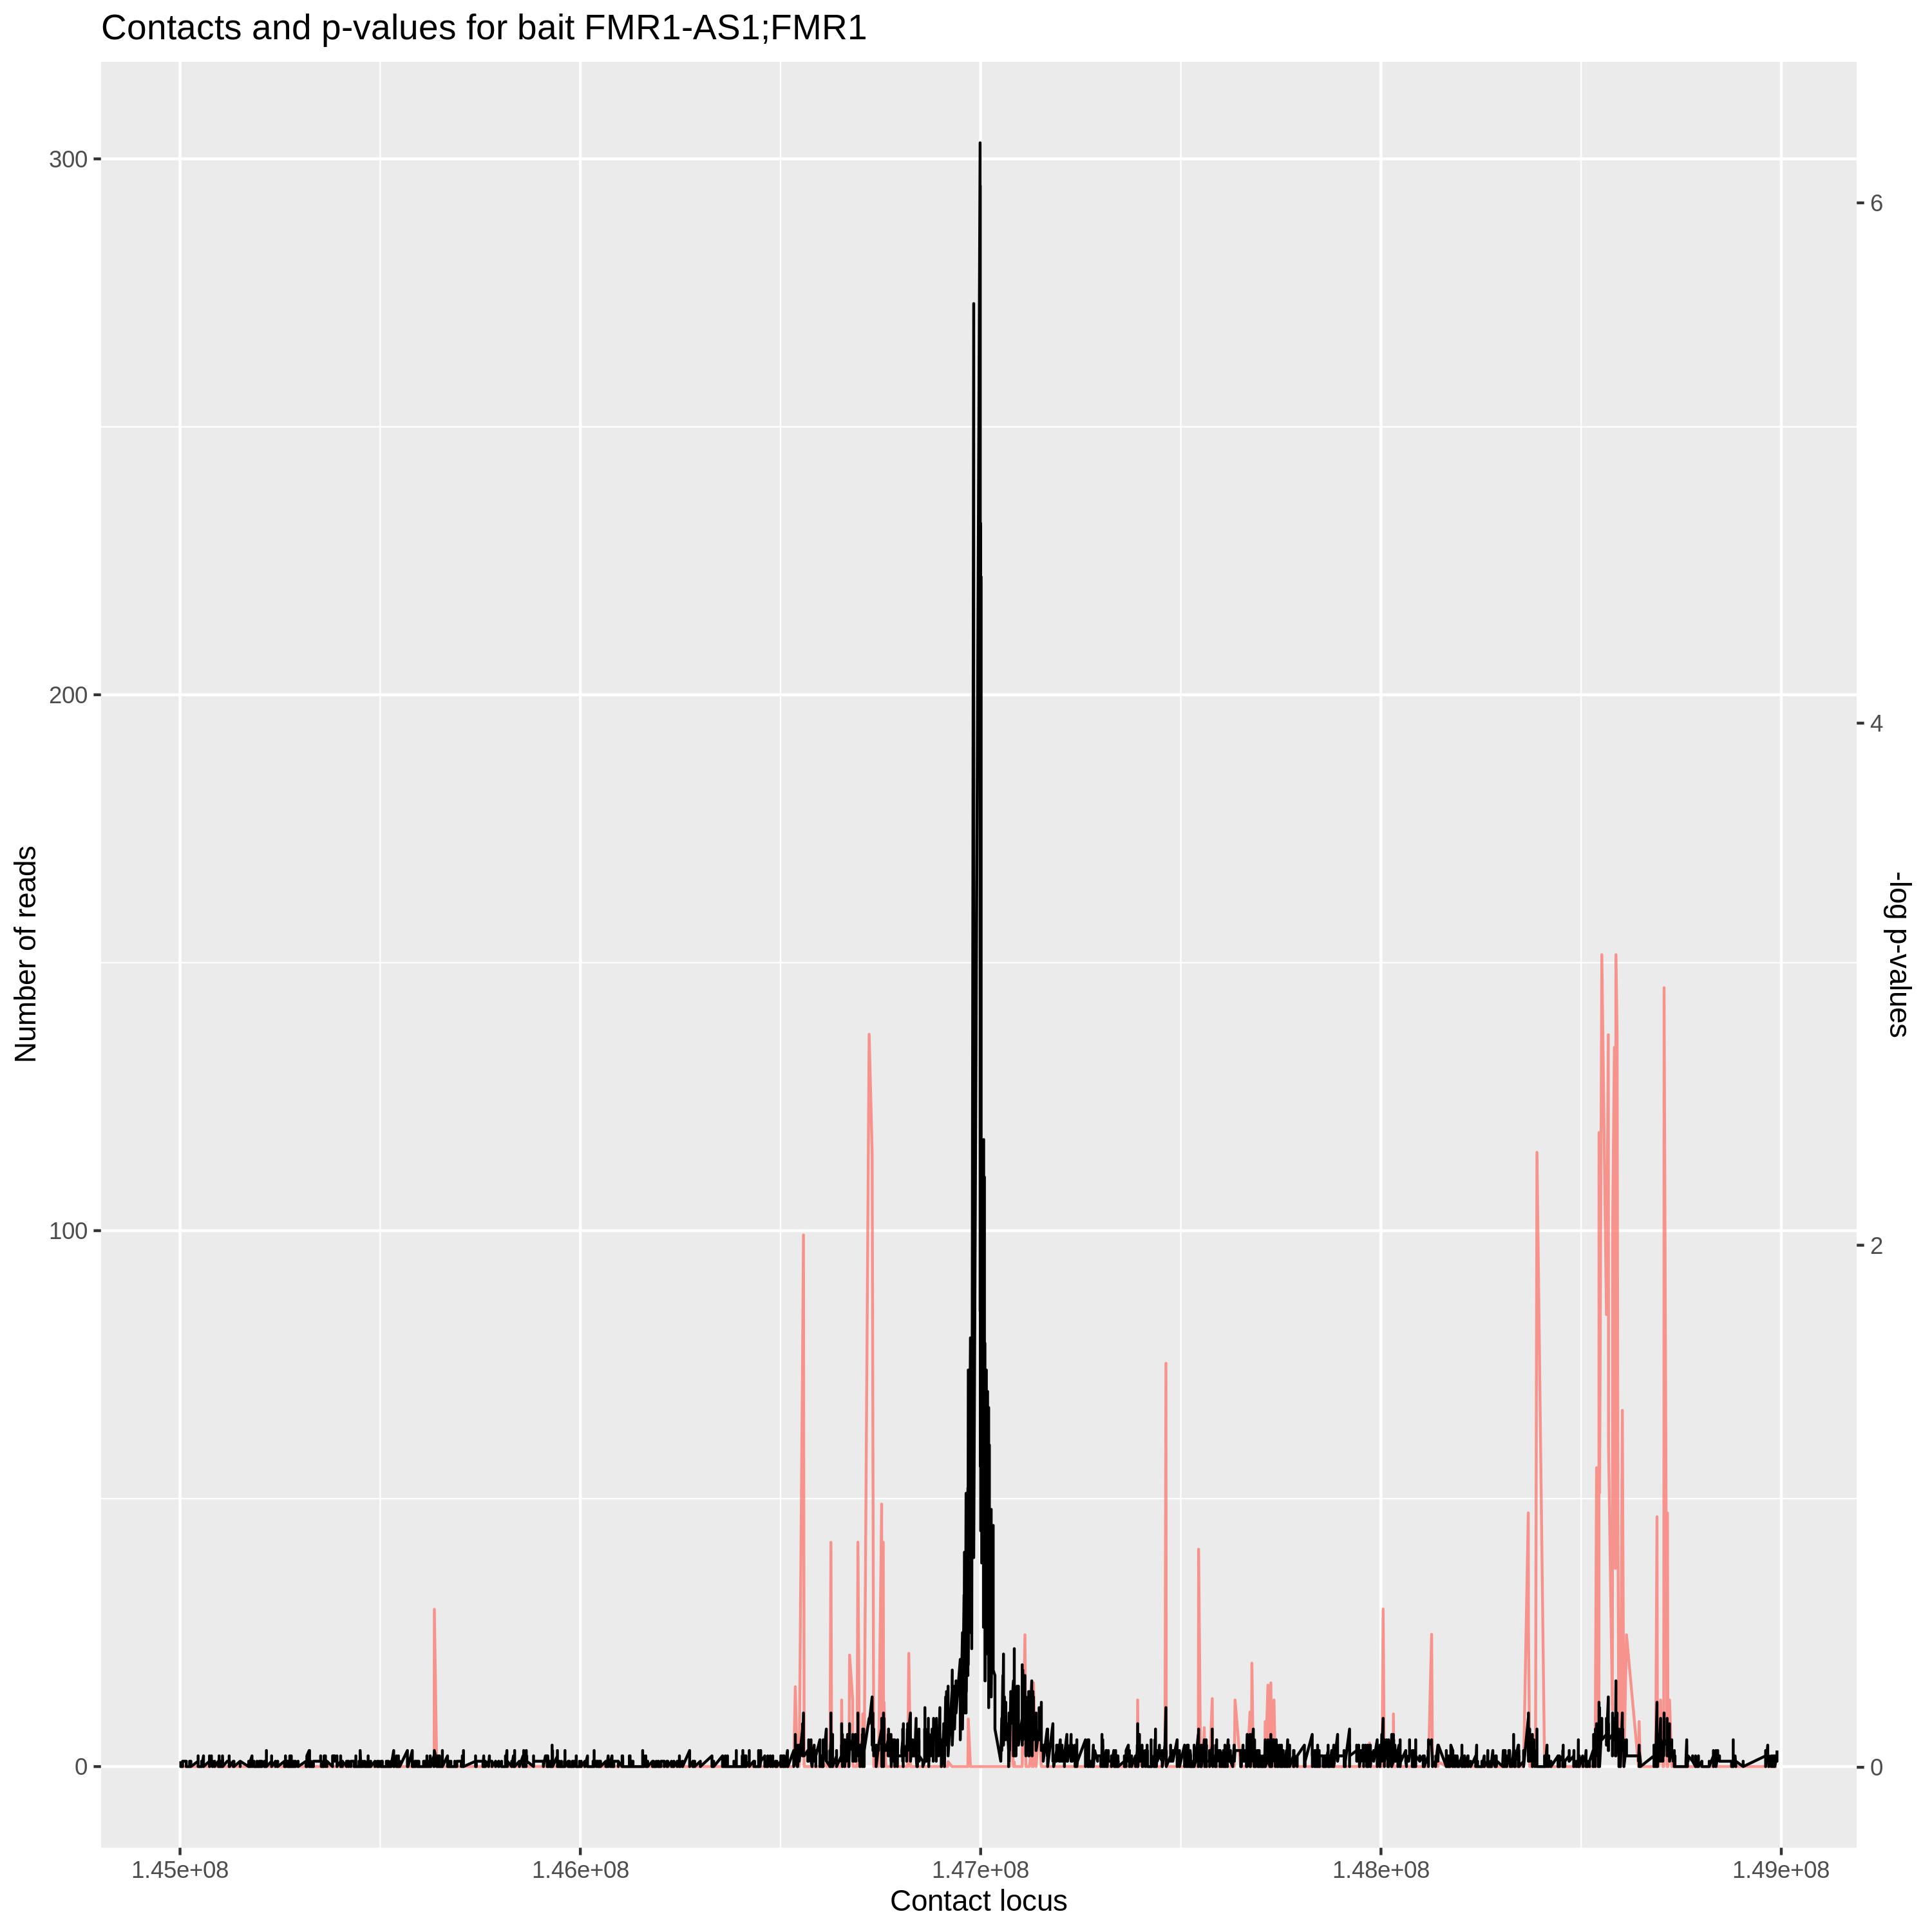 Contacts and p-values for bait FMR1-AS1;FMR1
300
200
100
0
Number of reads
6
4
2
0
-log p-values
1.45e+08
1.46e+08
1.47e+08
1.48e+08
1.49e+08
Contact locus